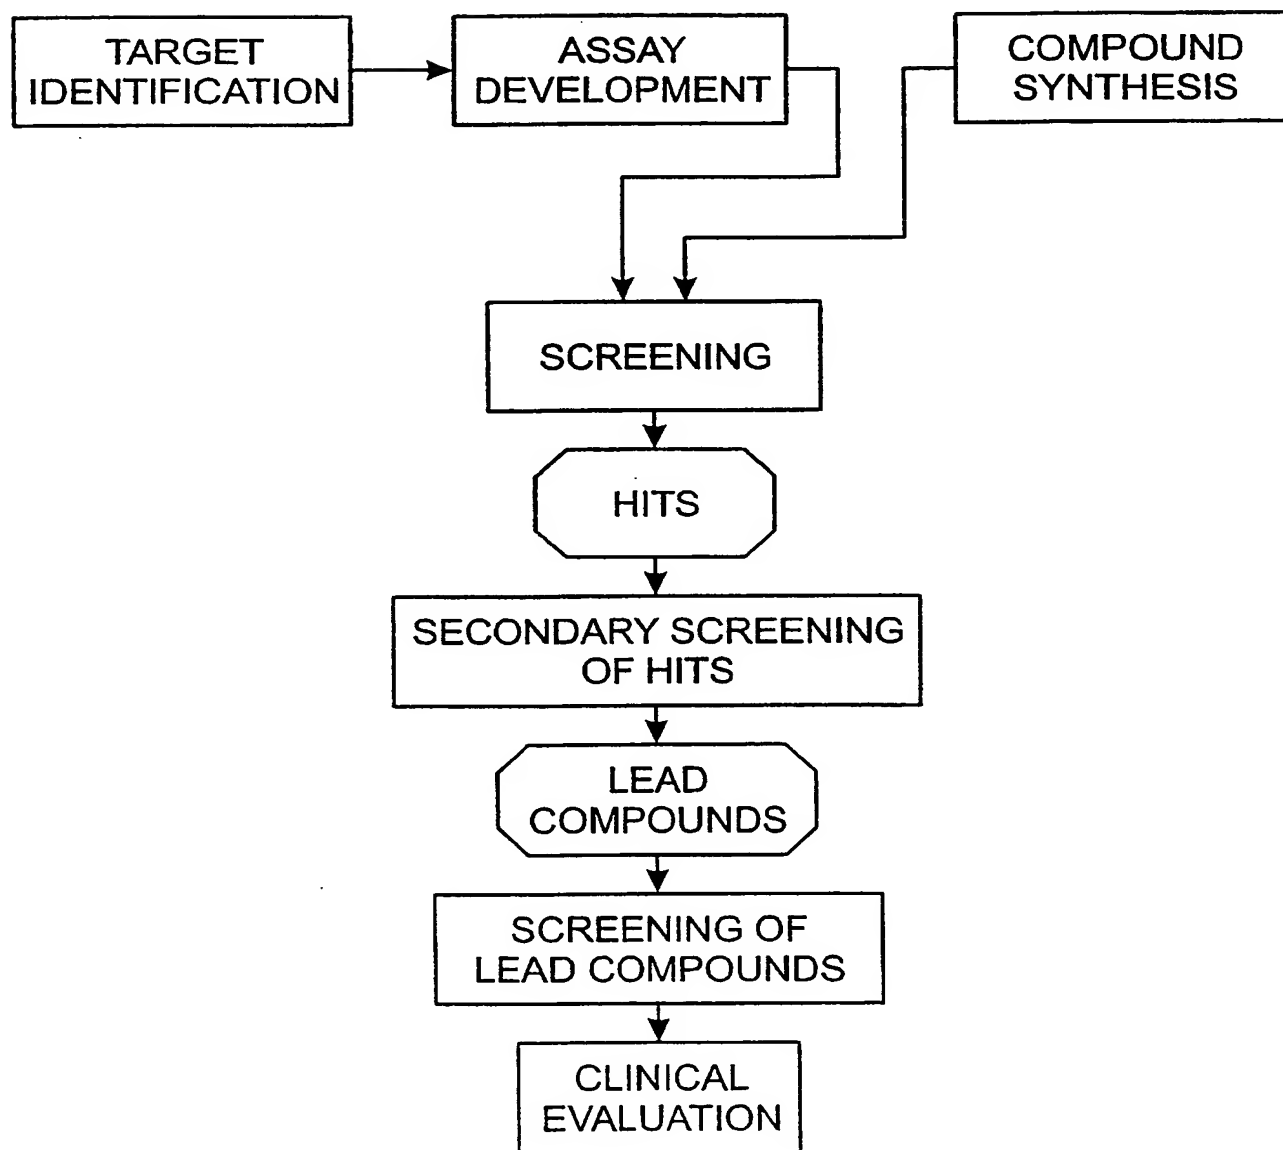 TARGET
IDENTIFICATION
ASSAY
DEVELOPMENT
COMPOUND
SYNTHESIS
SCREENING
HITS
SECONDARY SCREENING
OF HITS
LEAD
COMPOUNDS
SCREENING OF
LEAD COMPOUNDS
CLINICAL
EVALUATION